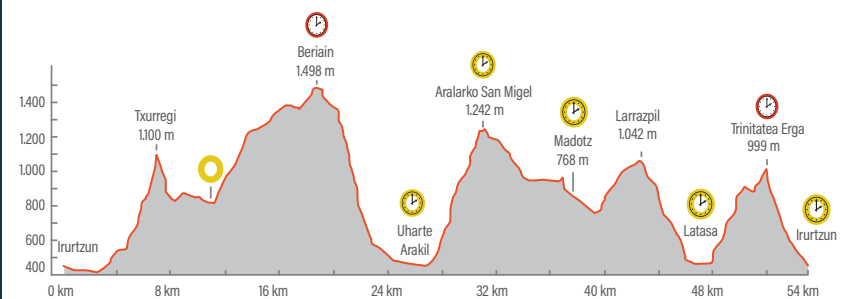 Beriain
1.498 m
Aralarko San Migel
1.242 m
Txurregi
1.100 m
Madotz
768 m
Larrazpil
1.042 m
Trinitatea Erga
999 m
Irurtzun
Uharte
Arakil
Latasa
Irurtzun
1.400
1.200
1.000
800
600
400
0 km
8 km
16 km
24 km
32 km
40 km
48 km
54 km